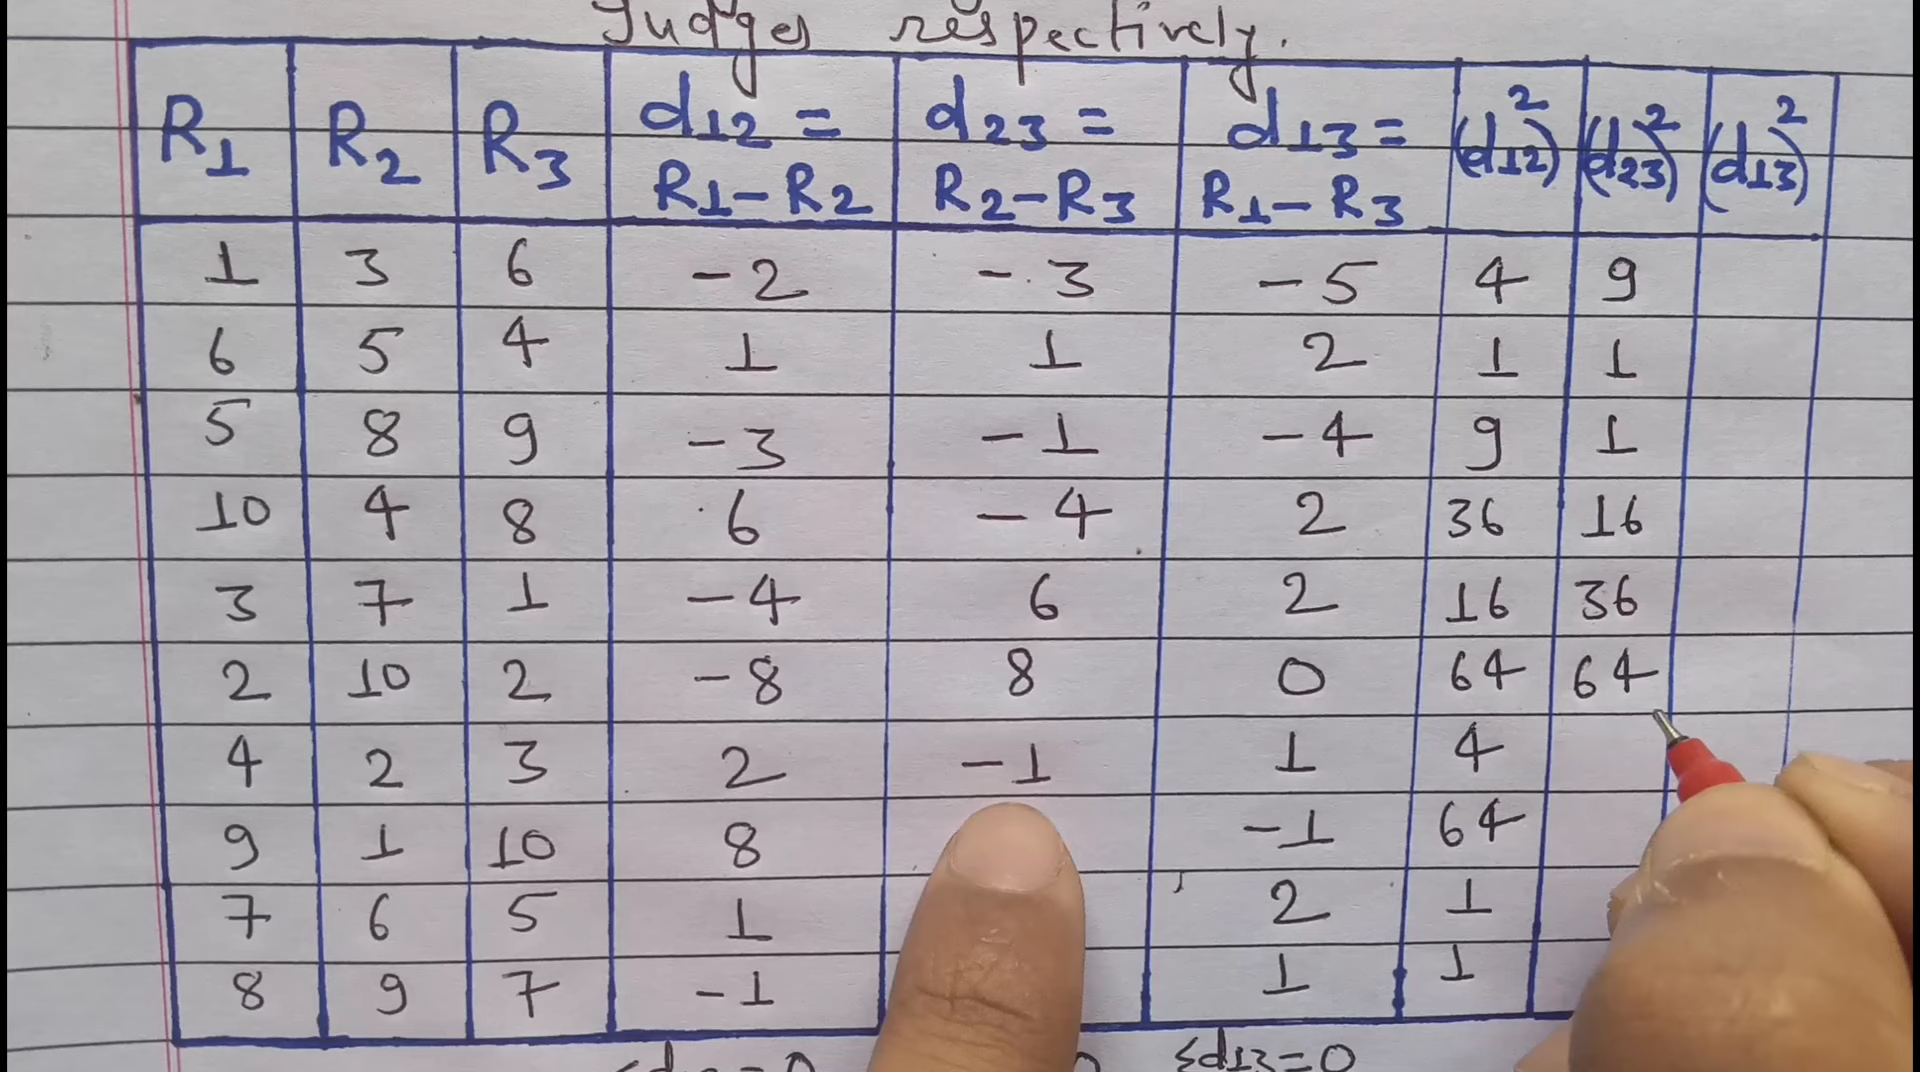 Judges respectively.
R1 R2 R3 d12 = R1-R2 d23 = R2-R3 d13 = R1-R3 (d12)² (d23)² (d13)²
1 3 6 -2 -3 -5 4 9
6 5 4 1 1 2 1 1
5 8 9 -3 -1 -4 9 1
10 4 8 6 -4 2 36 16
3 7 1 -4 6 2 16 36
2 10 2 -8 8 0 64 64
4 2 3 2 -1 1 4
9 1 10 8 -1 64
7 6 5 1 2 1
8 9 7 -1 1 1
Σd13=0